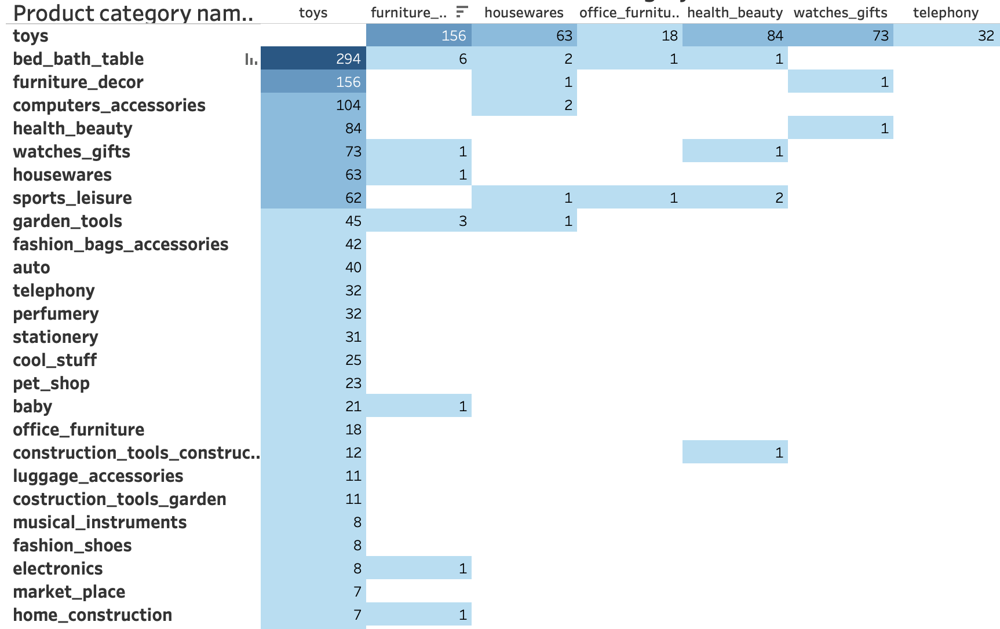 Product category nam.. toys furniture_.. housewares office_furnitu.. health_beauty watches_gifts telephony
toys 156 63 18 84 73 32
bed_bath_table 294 6 2 1 1
furniture_decor 156 1 1
computers_accessories 104 2
health_beauty 84 1
watches_gifts 73 1 1
housewares 63 1
sports_leisure 62 1 1 2
garden_tools 45 3 1
fashion_bags_accessories 42
auto 40
telephony 32
perfumery 32
stationery 31
cool_stuff 25
pet_shop 23
baby 21 1
office_furniture 18
construction_tools_construc.. 12 1
luggage_accessories 11
costruction_tools_garden 11
musical_instruments 8
fashion_shoes 8
electronics 8 1
market_place 7
home_construction 7 1